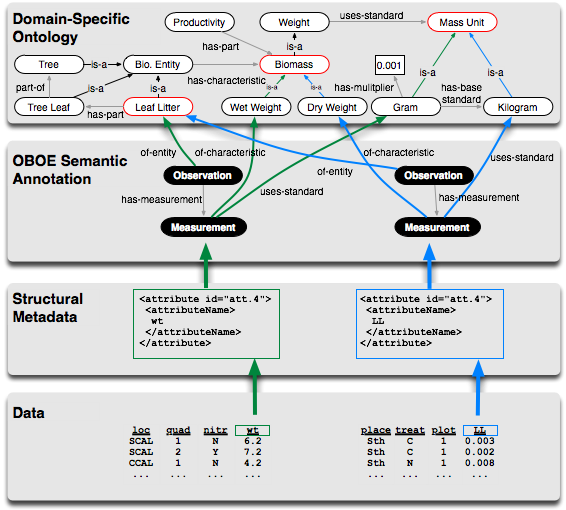 Domain-Specific
Ontology
Productivity
Weight
uses-standard
Mass Unit
has-part
is-a
Tree
is-a
Bio. Entity
Biomass
0.001
is-a
is-a
part-of
is-a
is-a
has-characteristic
is-a
is-a
has-mulitplier
has-base
standard
Tree Leaf
has-part
Leaf Litter
Wet Weight
Dry Weight
Gram
Kilogram
OBOE Semantic
Annotation
of-entity
of-characteristic
of-characteristic
uses-standard
Observation
of-entity
Observation
has-measurement
uses-standard
has-measurement
Measurement
Measurement
Structural
Metadata
<attribute id="att.4">
<attributeName>
wt
</attributeName>
</attribute>
<attribute id="att.4">
<attributeName>
LL
</attributeName>
</attribute>
Data
loc quad nitr wt
SCAL 1 N 6.2
SCAL 2 Y 7.2
CCAL 1 N 4.2
... ... ... ...
place treat plot LL
Sth C 1 0.003
Sth C 1 0.002
Sth N 1 0.008
... ... ... ...